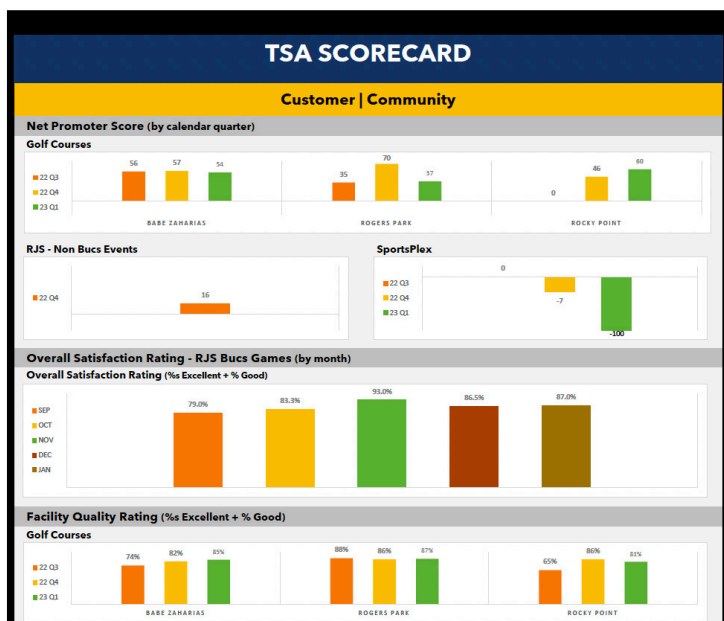 TSA SCORECARD
Customer | Community
Net Promoter Score (by calendar quarter)
Golf Courses
22 Q3
22 Q4
23 Q1
56 57 54
35 70 37
0 46 60
BABE ZAHARIAS ROGERS PARK ROCKY POINT
RJS - Non Bucs Events
22 Q4
16
SportsPlex
22 Q3
22 Q4
23 Q1
0
-7
-100
Overall Satisfaction Rating - RJS Bucs Games (by month)
Overall Satisfaction Rating (%s Excellent + % Good)
SEP
OCT
NOV
DEC
JAN
79.0% 83.3% 93.0% 86.5% 87.0%
Facility Quality Rating (%s Excellent + % Good)
Golf Courses
22 Q3
22 Q4
23 Q1
74% 82% 85%
88% 86% 87%
65% 86% 81%
BABE ZAHARIAS ROGERS PARK ROCKY POINT